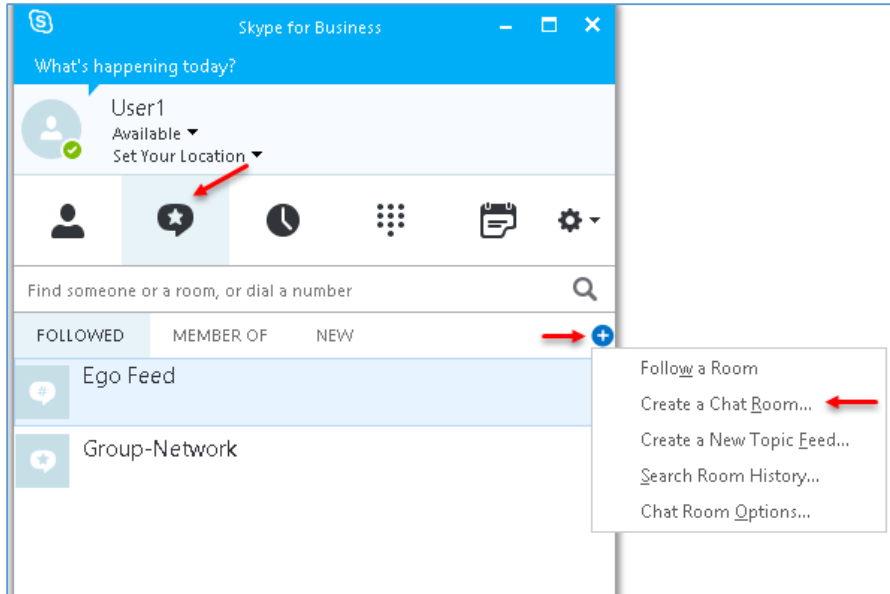 Skype for Business
What's happening today?
User1
Available
Set Your Location
Find someone or a room, or dial a number
FOLLOWED MEMBER OF NEW
Ego Feed
Group-Network
Follow a Room
Create a Chat Room...
Create a New Topic Feed...
Search Room History...
Chat Room Options...